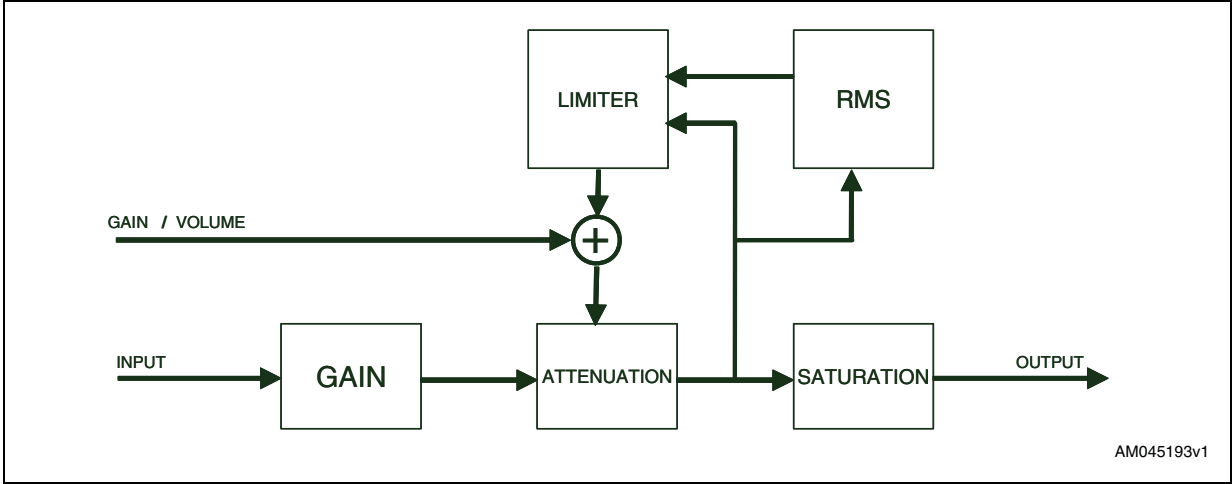 LIMITER
RMS
GAIN / VOLUME
+
INPUT
GAIN
ATTENUATION
SATURATION
OUTPUT
AM045193v1